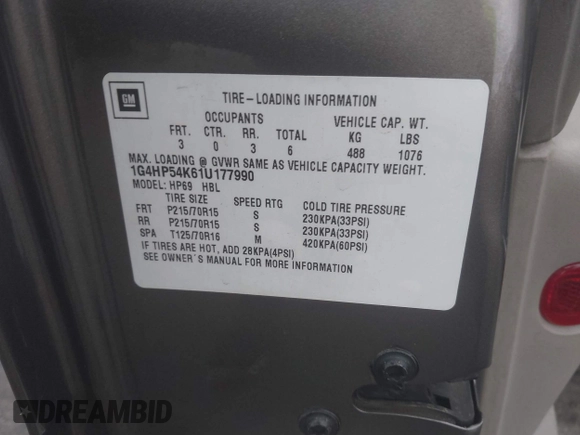 GM
TIRE-LOADING INFORMATION
OCCUPANTS VEHICLE CAP. WT.
FRT. CTR. RR. TOTAL KG LBS
3 0 3 6 488 1076
MAX. LOADING @ GVWR SAME AS VEHICLE CAPACITY WEIGHT.
1G4HP54K61U177990
MODEL: HP69 HBL
TIRE SIZE SPEED RTG COLD TIRE PRESSURE
FRT P215/70R15 S 230KPA(33PSI)
RR P215/70R15 S 230KPA(33PSI)
SPA T125/70R16 M 420KPA(60PSI)
IF TIRES ARE HOT, ADD 28KPA(4PSI)
SEE OWNER'S MANUAL FOR MORE INFORMATION
DREAMBID